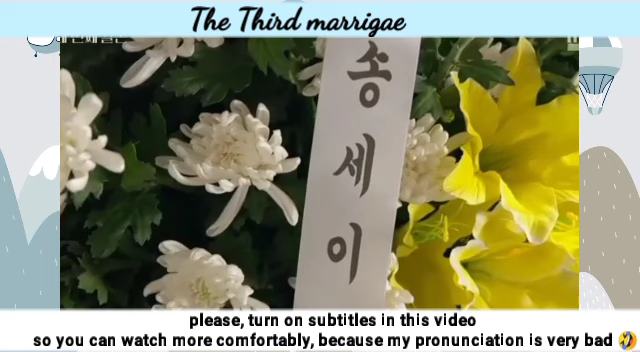 The Third marrigae
송
세
이
please, turn on subtitles in this video
so you can watch more comfortably, because my pronunciation is very bad 🤣